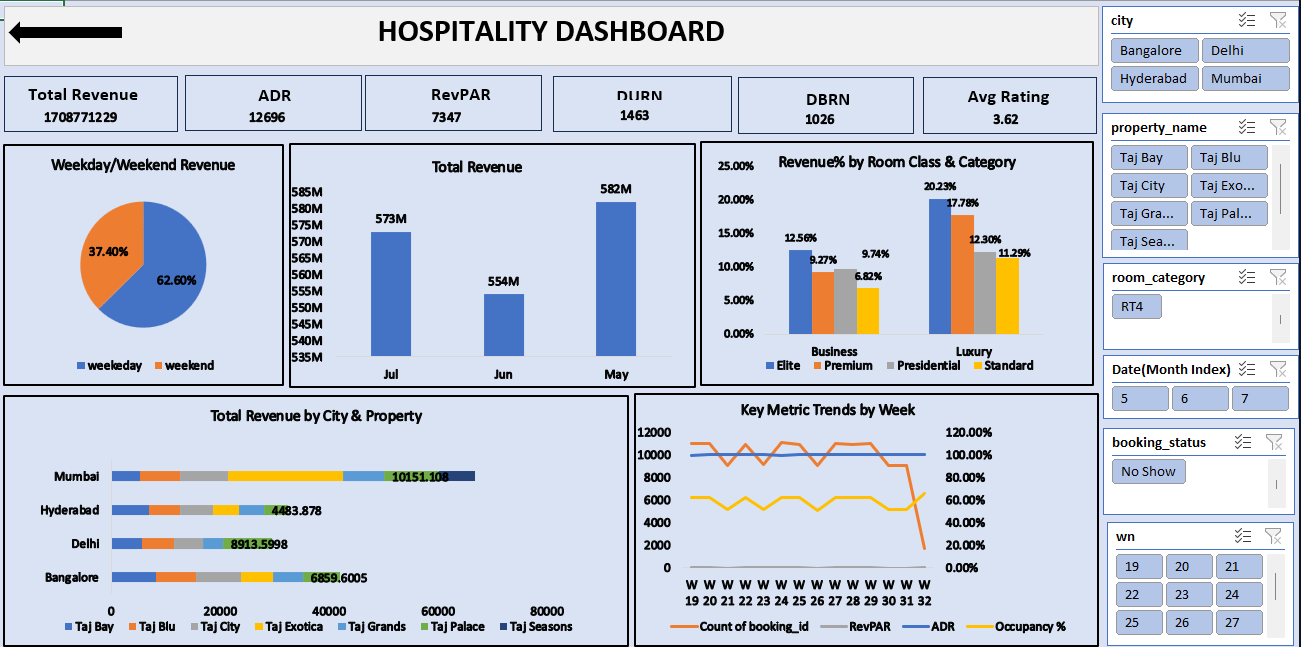 HOSPITALITY DASHBOARD
Total Revenue
1708771229
ADR
12696
RevPAR
7347
DURN
1463
DBRN
1026
Avg Rating
3.62
Weekday/Weekend Revenue
37.40%
62.60%
weekeday weekend
Total Revenue
585M
580M
575M
570M
565M
560M
555M
550M
545M
540M
535M
573M
554M
582M
Jul Jun May
Revenue% by Room Class & Category
25.00%
20.00%
15.00%
10.00%
5.00%
0.00%
12.56%
9.27%
9.74%
6.82%
20.23%
17.78%
12.30%
11.29%
Business Luxury
Elite Premium Presidential Standard
Total Revenue by City & Property
Mumbai 10151.108
Hyderabad 4483.878
Delhi 8913.5998
Bangalore 6859.6005
0 20000 40000 60000 80000
Taj Bay Taj Blu Taj City Taj Exotica Taj Grands Taj Palace Taj Seasons
Key Metric Trends by Week
12000
10000
8000
6000
4000
2000
0
120.00%
100.00%
80.00%
60.00%
40.00%
20.00%
0.00%
W W W W W W W W W W W W W W
19 20 21 22 23 24 25 26 27 28 29 30 31 32
Count of booking_id RevPAR ADR Occupancy %
city
Bangalore Delhi
Hyderabad Mumbai
property_name
Taj Bay Taj Blu
Taj City Taj Exo...
Taj Gra... Taj Pal...
Taj Sea...
room_category
RT4
Date(Month Index)
5 6 7
booking_status
No Show
wn
19 20 21
22 23 24
25 26 27